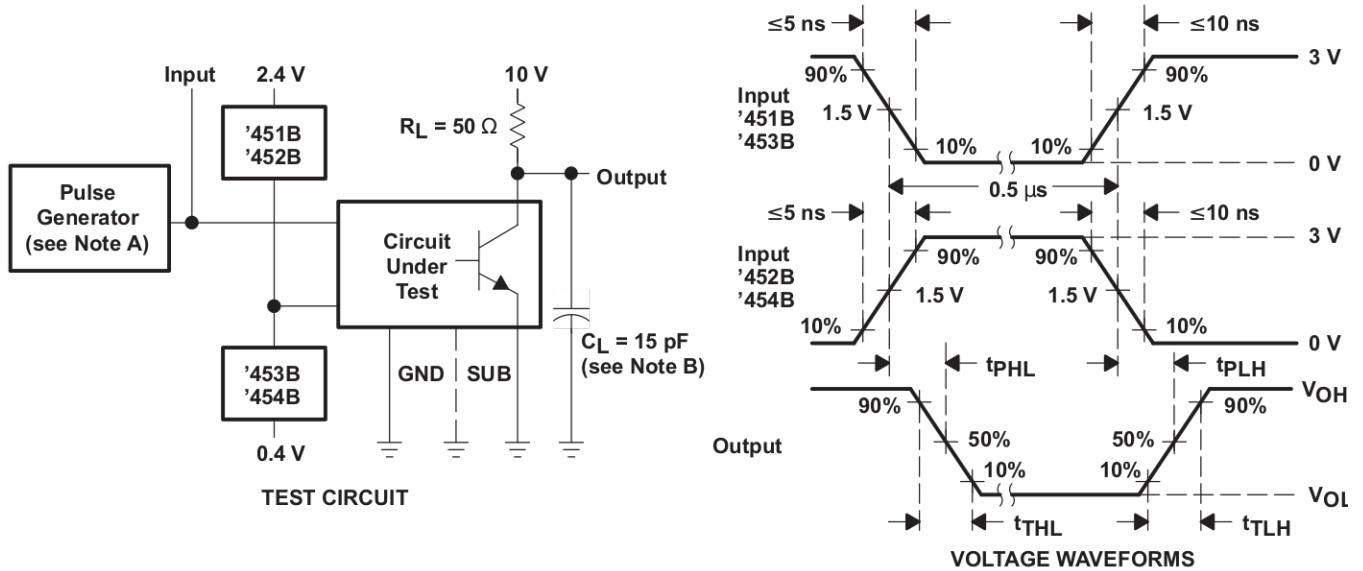 Input
2.4 V
10 V
'451B
'452B
RL = 50 Ω
Output
Pulse
Generator
(see Note A)
Circuit
Under
Test
CL = 15 pF
(see Note B)
GND
SUB
'453B
'454B
0.4 V
TEST CIRCUIT
≤5 ns
≤10 ns
3 V
90%
90%
Input
'451B
'453B
1.5 V
1.5 V
10%
10%
0 V
0.5 µs
≤5 ns
≤10 ns
3 V
90%
90%
Input
'452B
'454B
1.5 V
1.5 V
10%
10%
0 V
tPHL
tPLH
VOH
90%
90%
Output
50%
50%
10%
10%
VOL
tTHL
tTLH
VOLTAGE WAVEFORMS